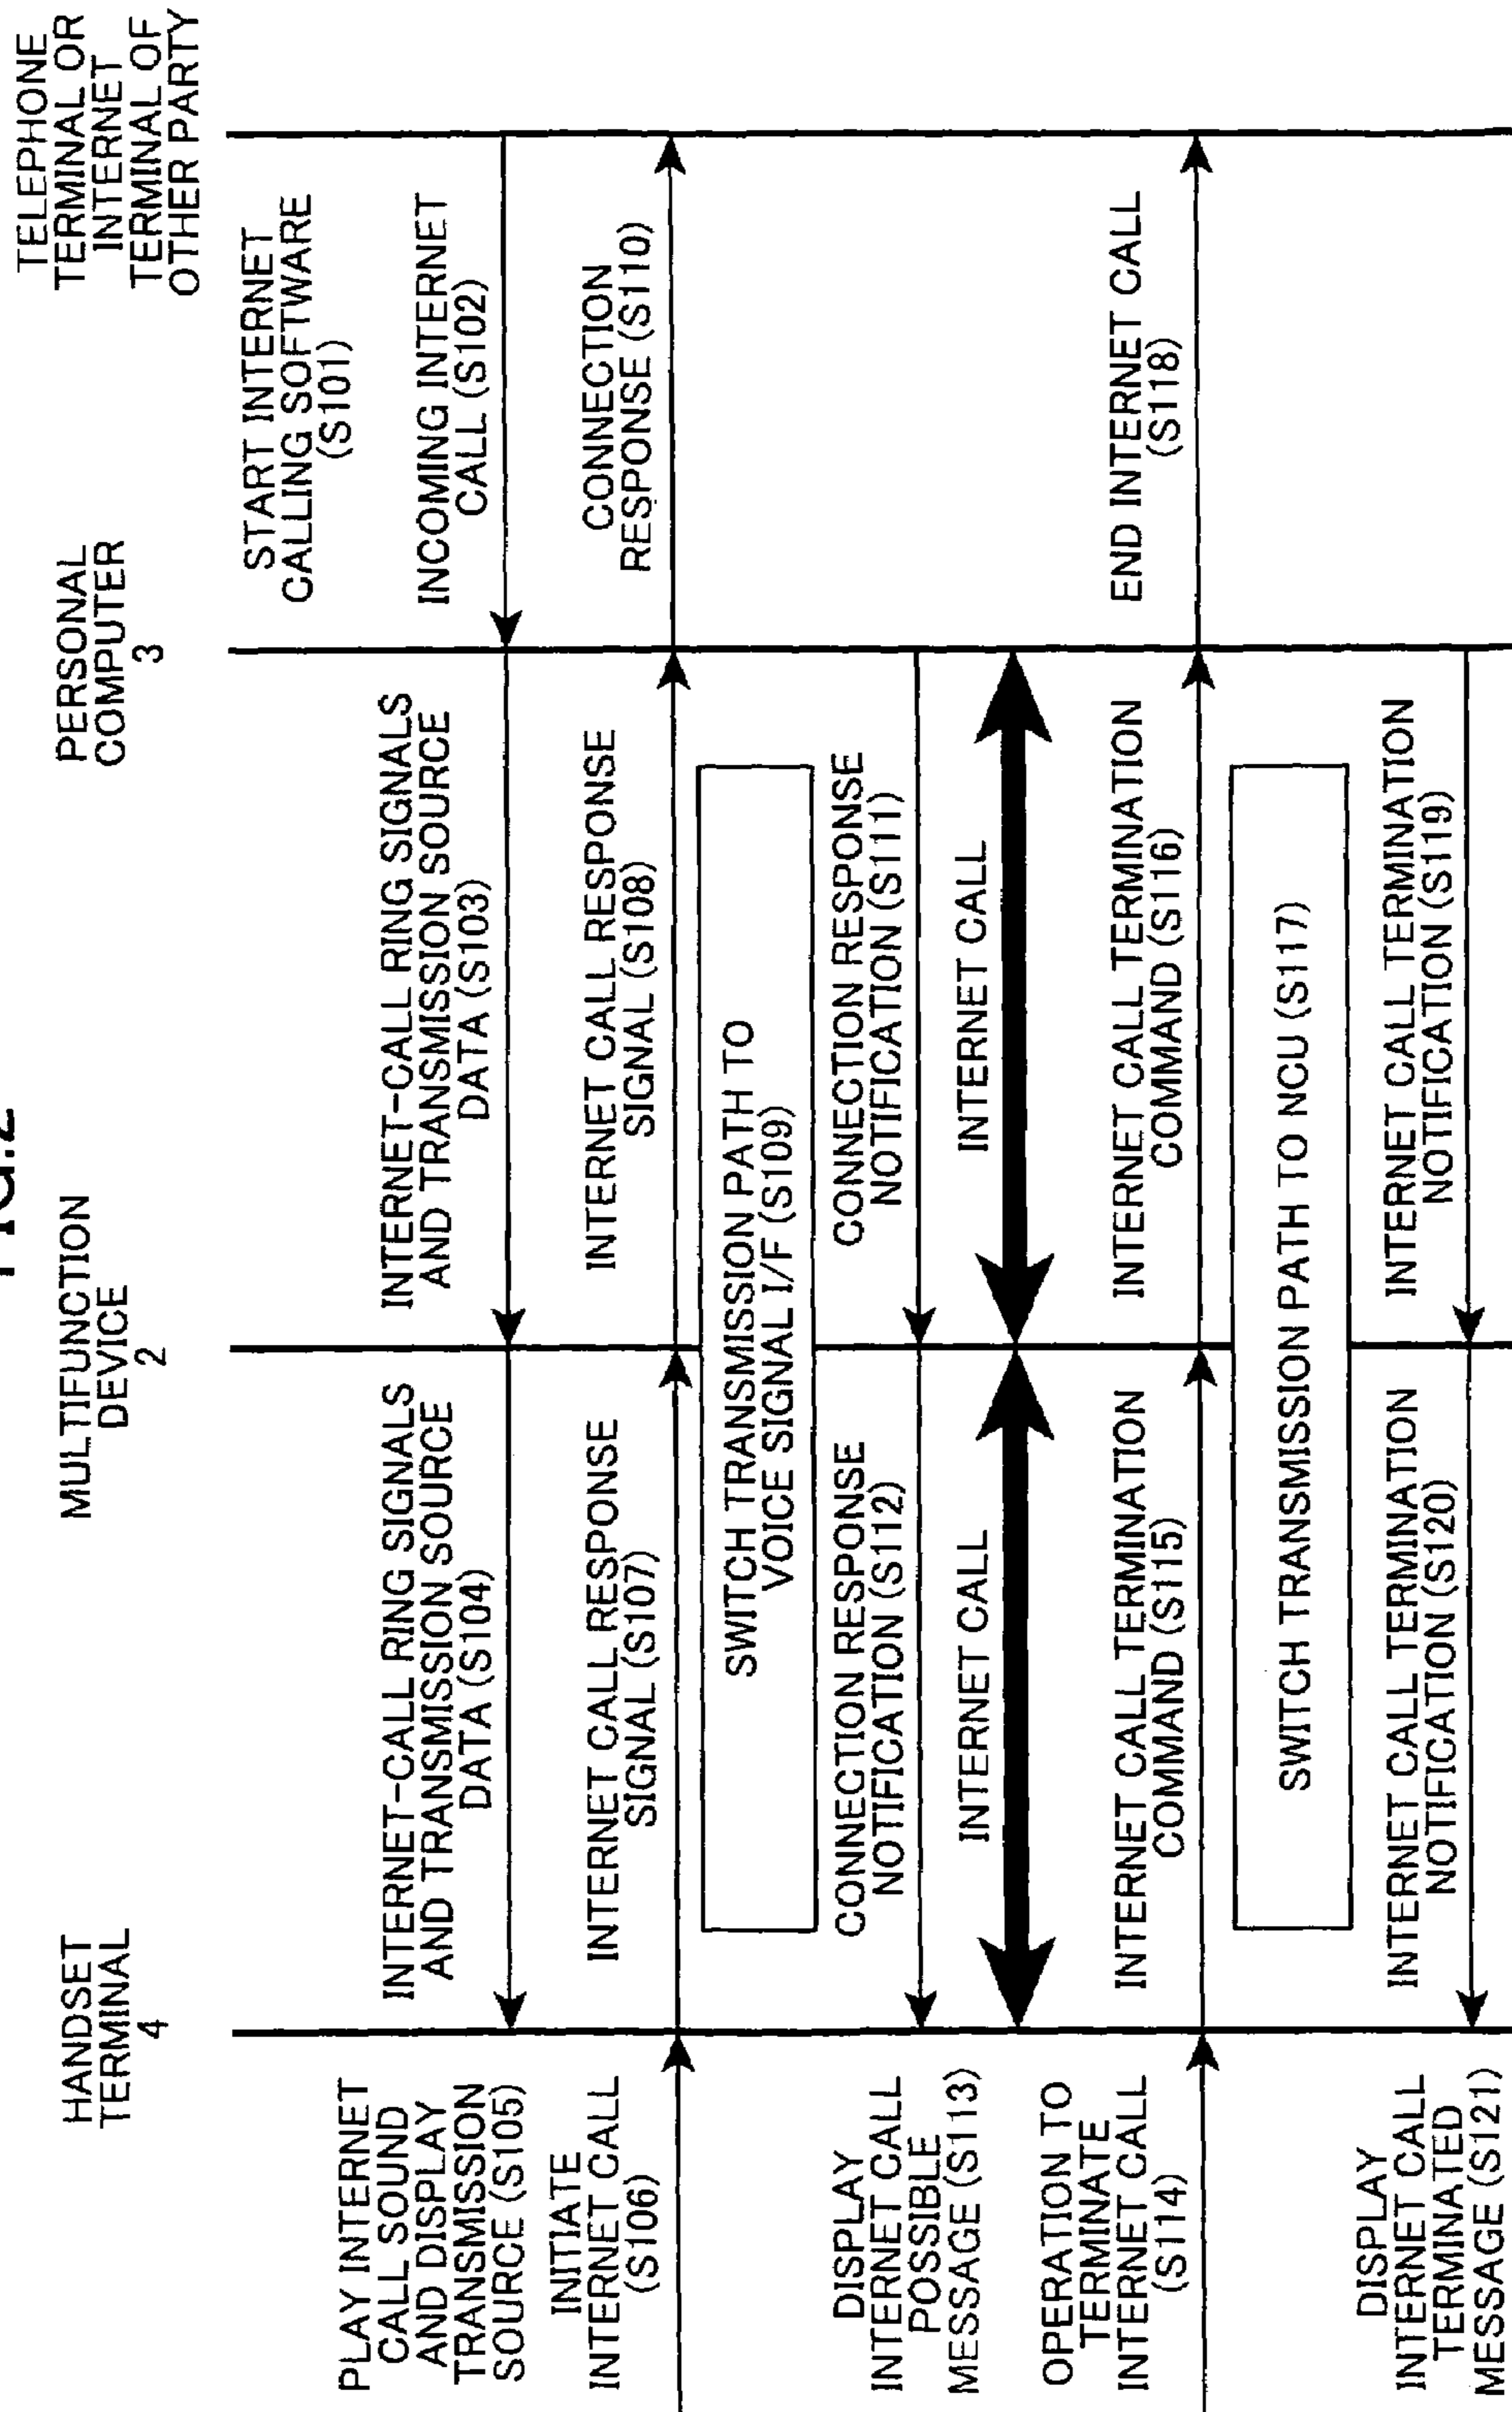 FIG.2
HANDSET
TERMINAL
4
MULTIFUNCTION
DEVICE
2
PERSONAL
COMPUTER
3
TELEPHONE
TERMINAL OR
INTERNET
TERMINAL OF
OTHER PARTY
START INTERNET
CALLING SOFTWARE
(S101)
INCOMING INTERNET
CALL (S102)
INTERNET-CALL RING SIGNALS
AND TRANSMISSION SOURCE
DATA (S103)
INTERNET-CALL RING SIGNALS
AND TRANSMISSION SOURCE
DATA (S104)
PLAY INTERNET
CALL SOUND
AND DISPLAY
TRANSMISSION
SOURCE (S105)
INITIATE
INTERNET CALL
(S106)
INTERNET CALL RESPONSE
SIGNAL (S107)
INTERNET CALL RESPONSE
SIGNAL (S108)
CONNECTION
RESPONSE (S110)
SWITCH TRANSMISSION PATH TO
VOICE SIGNAL I/F (S109)
CONNECTION RESPONSE
NOTIFICATION (S111)
CONNECTION RESPONSE
NOTIFICATION (S112)
DISPLAY
INTERNET CALL
POSSIBLE
MESSAGE (S113)
INTERNET CALL
INTERNET CALL
OPERATION TO
TERMINATE
INTERNET CALL
(S114)
INTERNET CALL TERMINATION
COMMAND (S115)
INTERNET CALL TERMINATION
COMMAND (S116)
END INTERNET CALL
(S118)
SWITCH TRANSMISSION PATH TO NCU (S117)
INTERNET CALL TERMINATION
NOTIFICATION (S119)
INTERNET CALL TERMINATION
NOTIFICATION (S120)
DISPLAY
INTERNET CALL
TERMINATED
MESSAGE (S121)